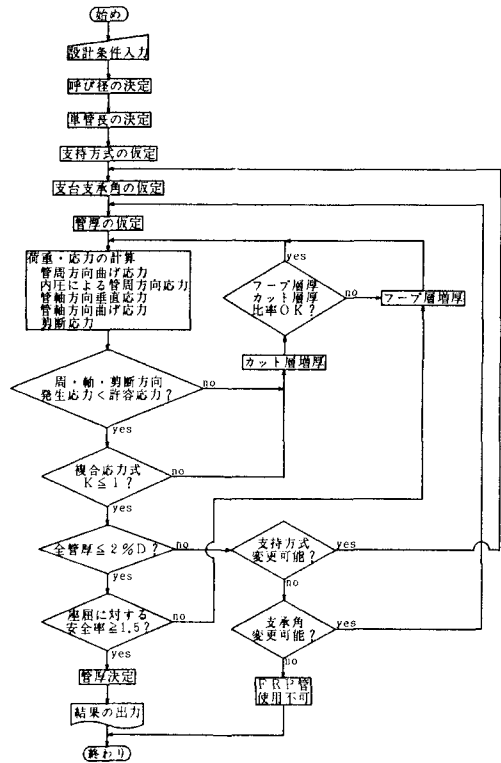 始め
設計条件入力
呼び径の決定
単管長の決定
支持方式の仮定
支台支承角の仮定
管厚の仮定
荷重・応力の計算
管周方向曲げ応力
内圧による管周方向応力
管軸方向垂直応力
管軸方向曲げ応力
剪断応力
yes
フープ層厚
カット層厚
比率OK?
no
フープ層増厚
カット層増厚
周・軸・剪断方向
発生応力<許容応力?
no
yes
複合応力式
K≦1?
no
yes
全管厚≦2%D?
no
支持方式
変更可能?
yes
yes
no
座屈に対する
安全率≧1.5?
no
支承角
変更可能?
yes
yes
no
管厚決定
FRP管
使用不可
結果の出力
終わり